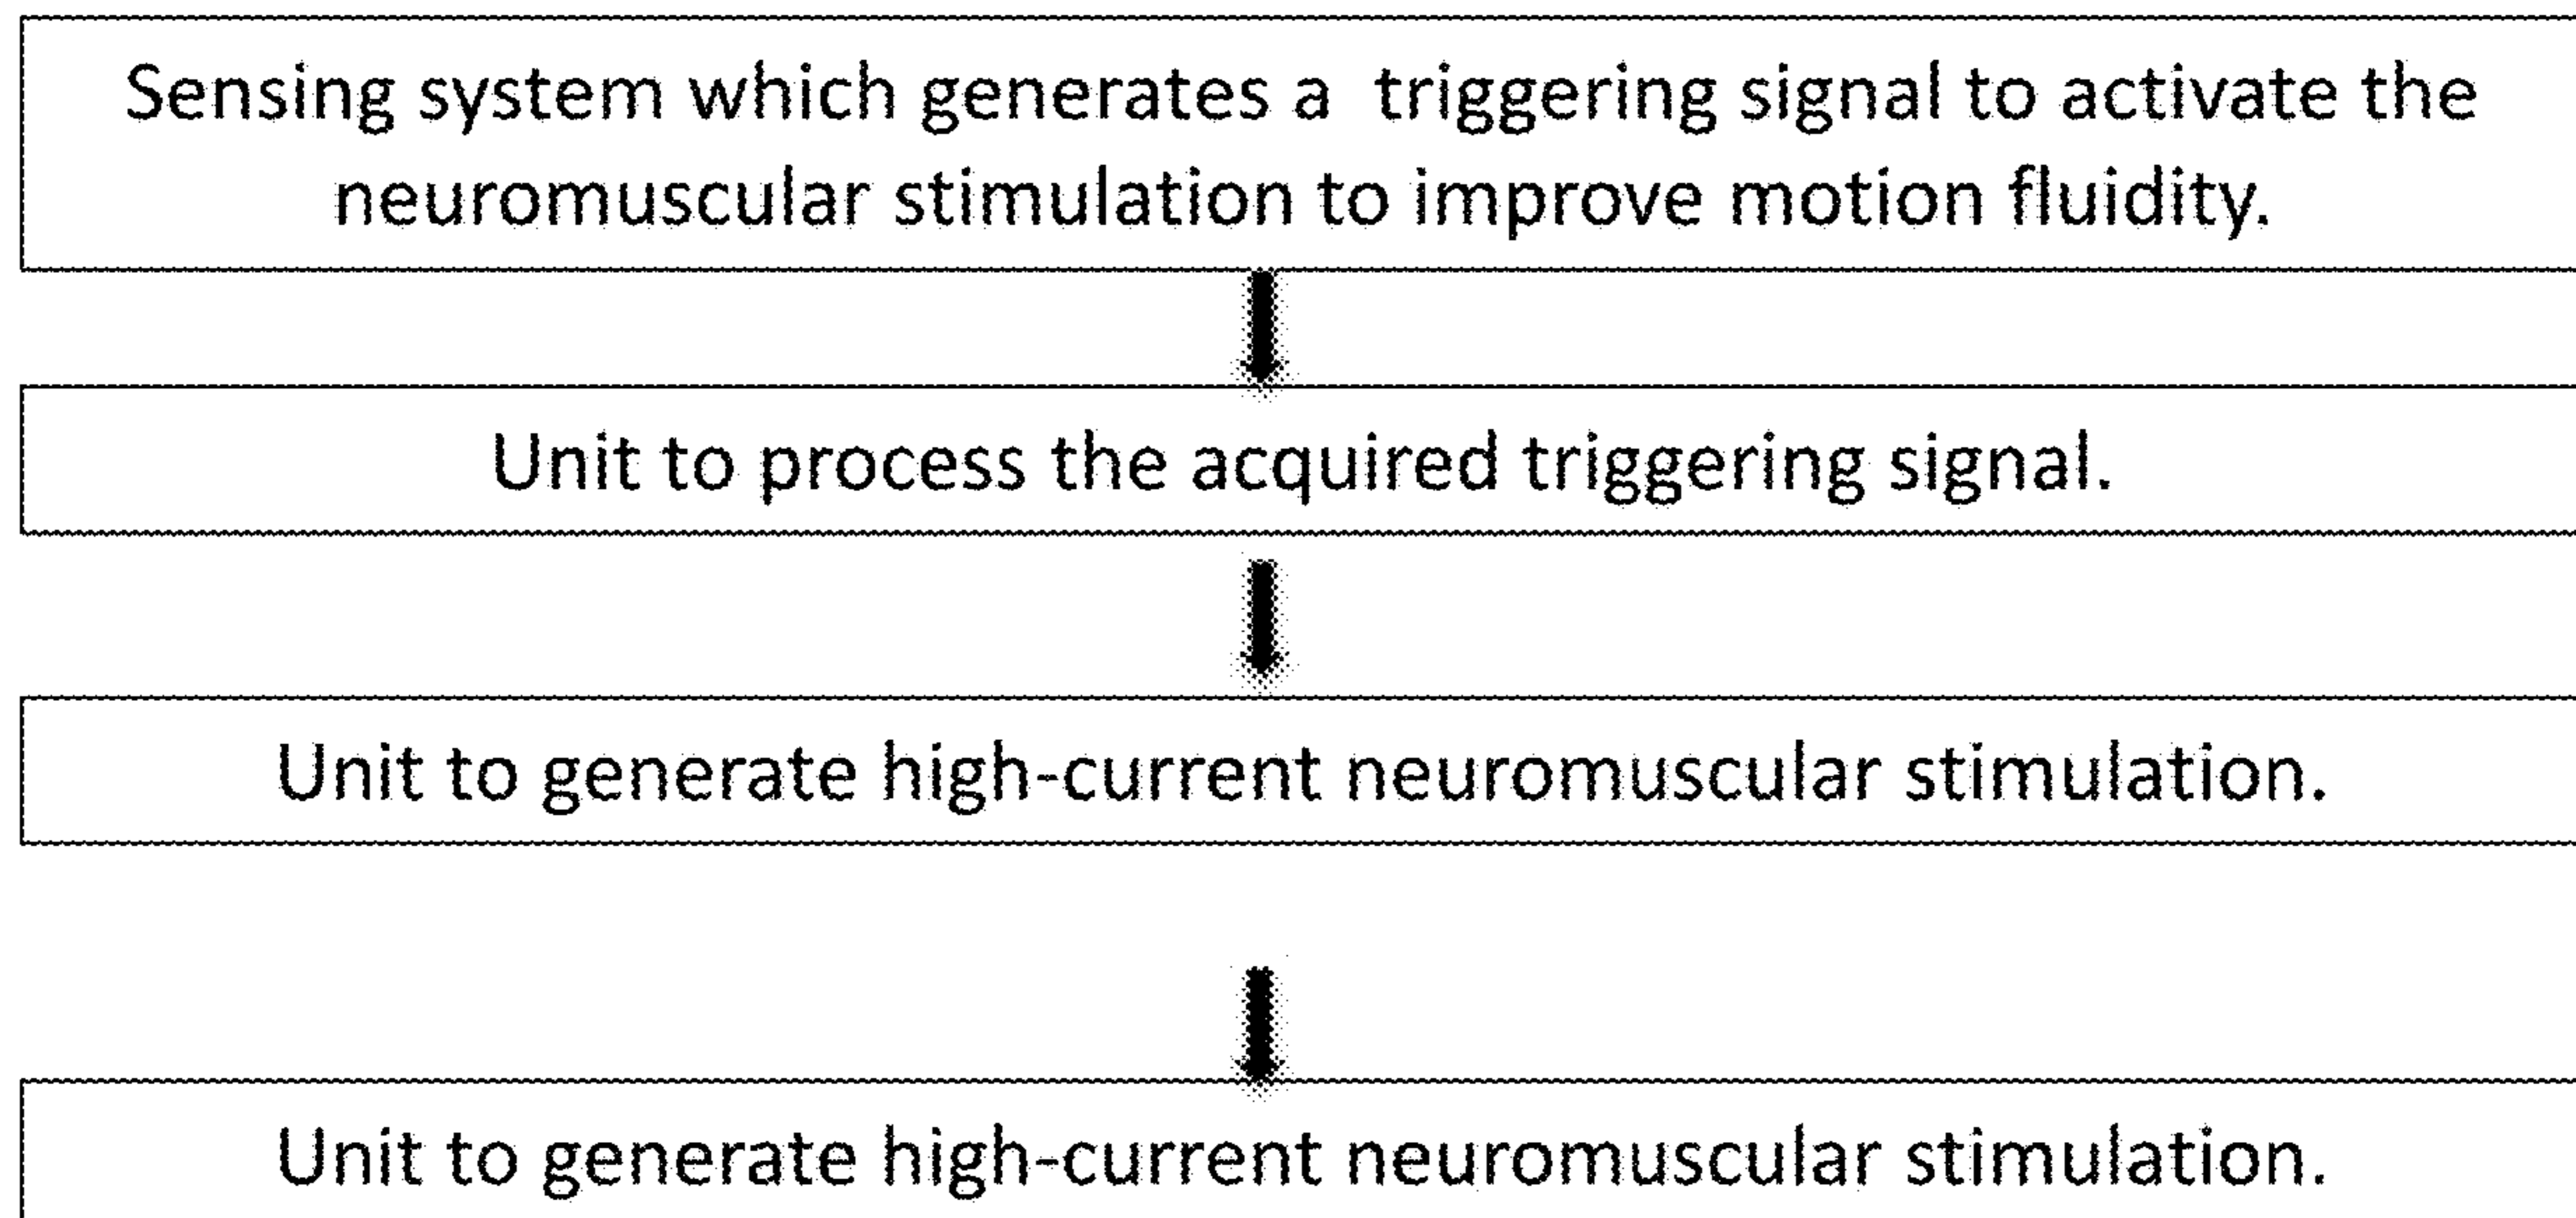 Sensing system which generates a  triggering signal to activate the
neuromuscular stimulation to improve motion fluidity.
Unit to process the acquired triggering signal.
Unit to generate high-current neuromuscular stimulation.
Unit to generate high-current neuromuscular stimulation.